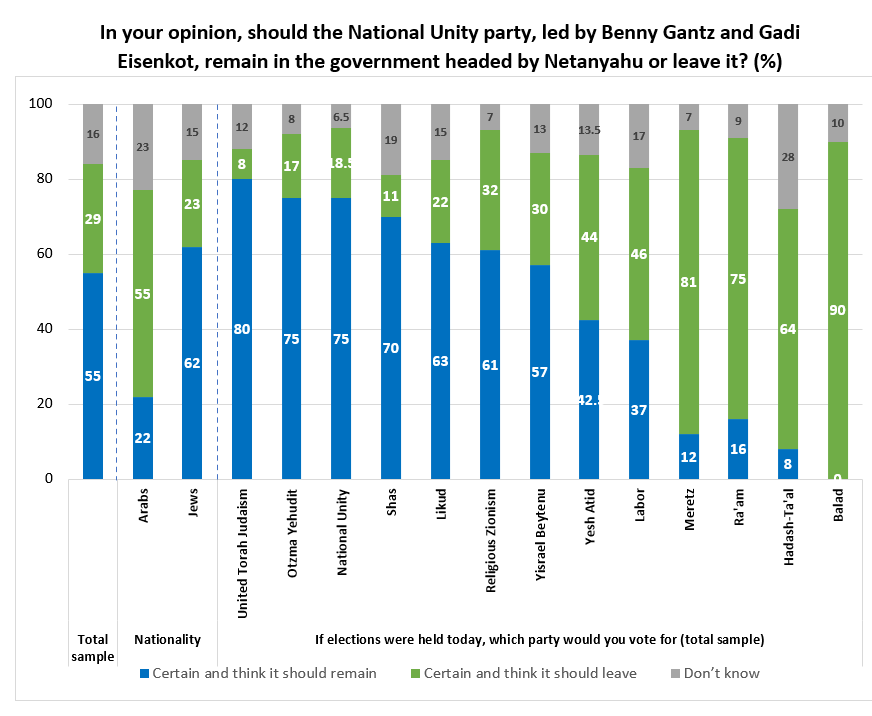 In your opinion, should the National Unity party, led by Benny Gantz and Gadi
Eisenkot, remain in the government headed by Netanyahu or leave it? (%)
100
80
60
40
20
0
16
29
55
23
55
22
15
23
62
12
8
80
8
17
75
6.5
18.5
75
19
11
70
15
22
63
7
32
61
13
30
57
13.5
44
42.5
17
46
37
7
81
12
9
75
16
28
64
8
10
90
0
Arabs
Jews
United Torah Judaism
Otzma Yehudit
National Unity
Shas
Likud
Religious Zionism
Yisrael Beytenu
Yesh Atid
Labor
Meretz
Ra'am
Hadash-Ta'al
Balad
Total
sample
Nationality
If elections were held today, which party would you vote for (total sample)
Certain and think it should remain
Certain and think it should leave
Don't know